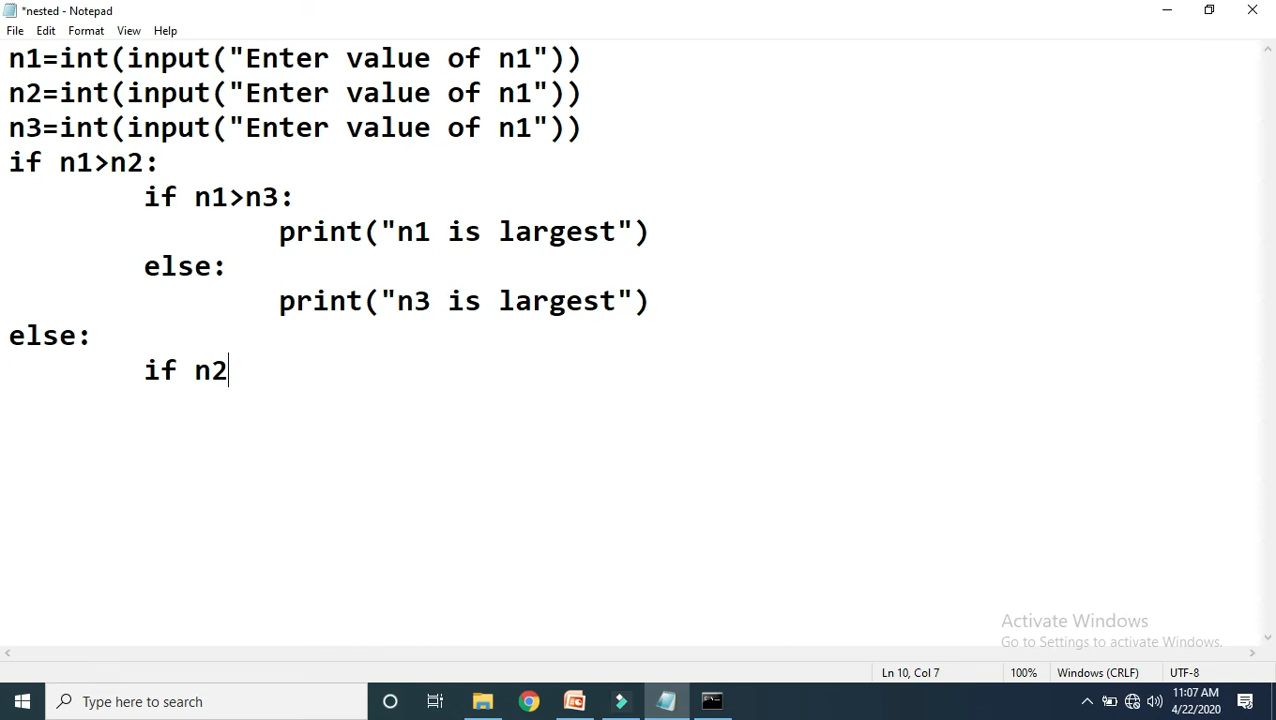 *nested - Notepad
File Edit Format View Help
n1=int(input("Enter value of n1"))
n2=int(input("Enter value of n1"))
n3=int(input("Enter value of n1"))
if n1>n2:
	if n1>n3:
		print("n1 is largest")
	else:
		print("n3 is largest")
else:
	if n2
Activate Windows
Go to Settings to activate Windows.
Ln 10, Col 7 100% Windows (CRLF) UTF-8
Type here to search
11:07 AM
4/22/2020